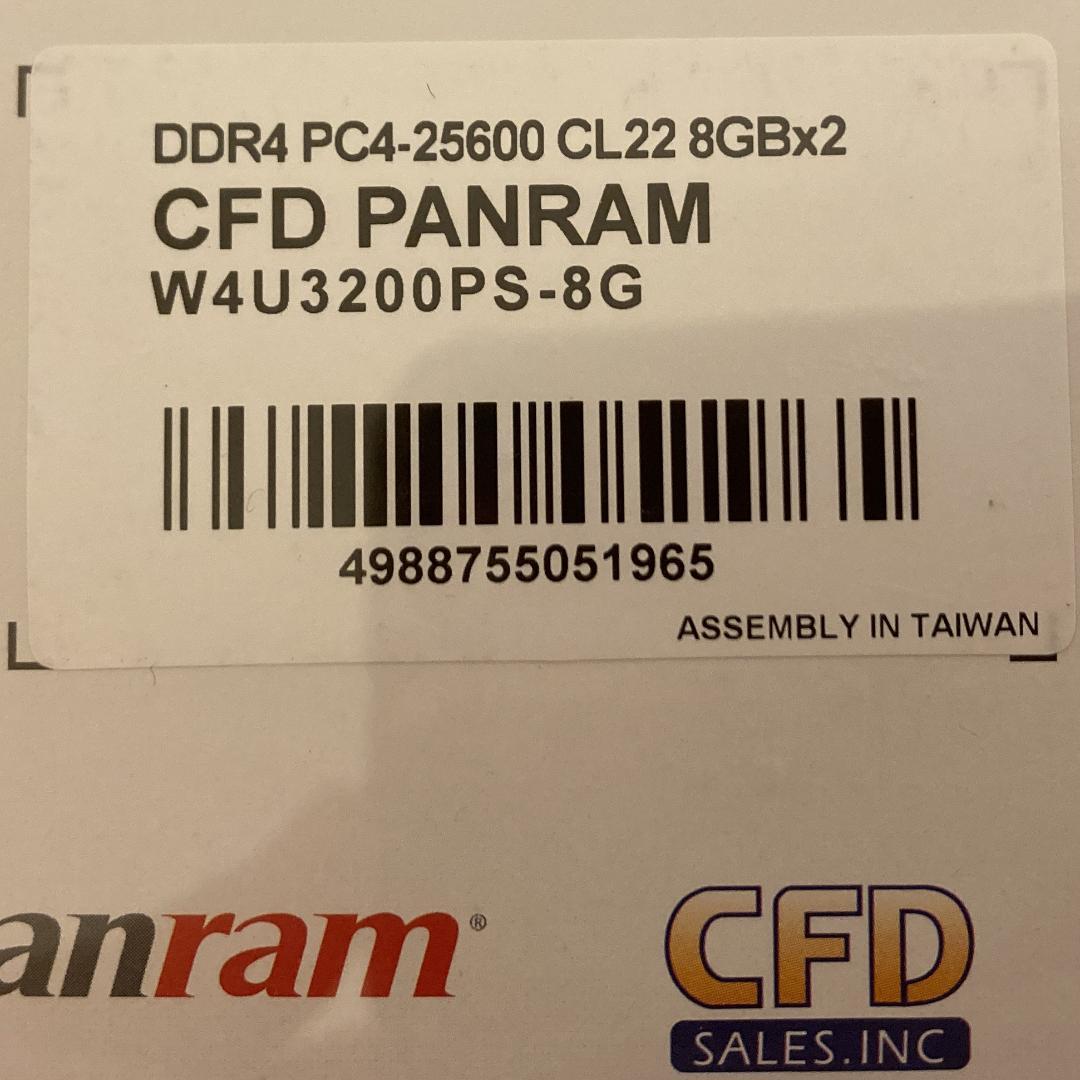 DDR4 PC4-25600 CL22 8GBx2
CFD PANRAM
W4U3200PS-8G
4988755051965
ASSEMBLY IN TAIWAN
anram®
CFD
SALES.INC